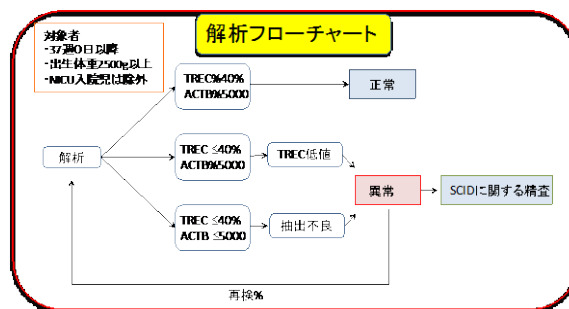 解析フローチャート
対象者
-37週0日以降
-出生体重2500g以上
-NICU入院児は除外
TREC%40%
ACTB%5000
正常
解析
TREC ≤40%
ACTB%5000
TREC低値
異常
SCIDに関する精査
TREC ≤40%
ACTB ≤5000
抽出不良
再検%